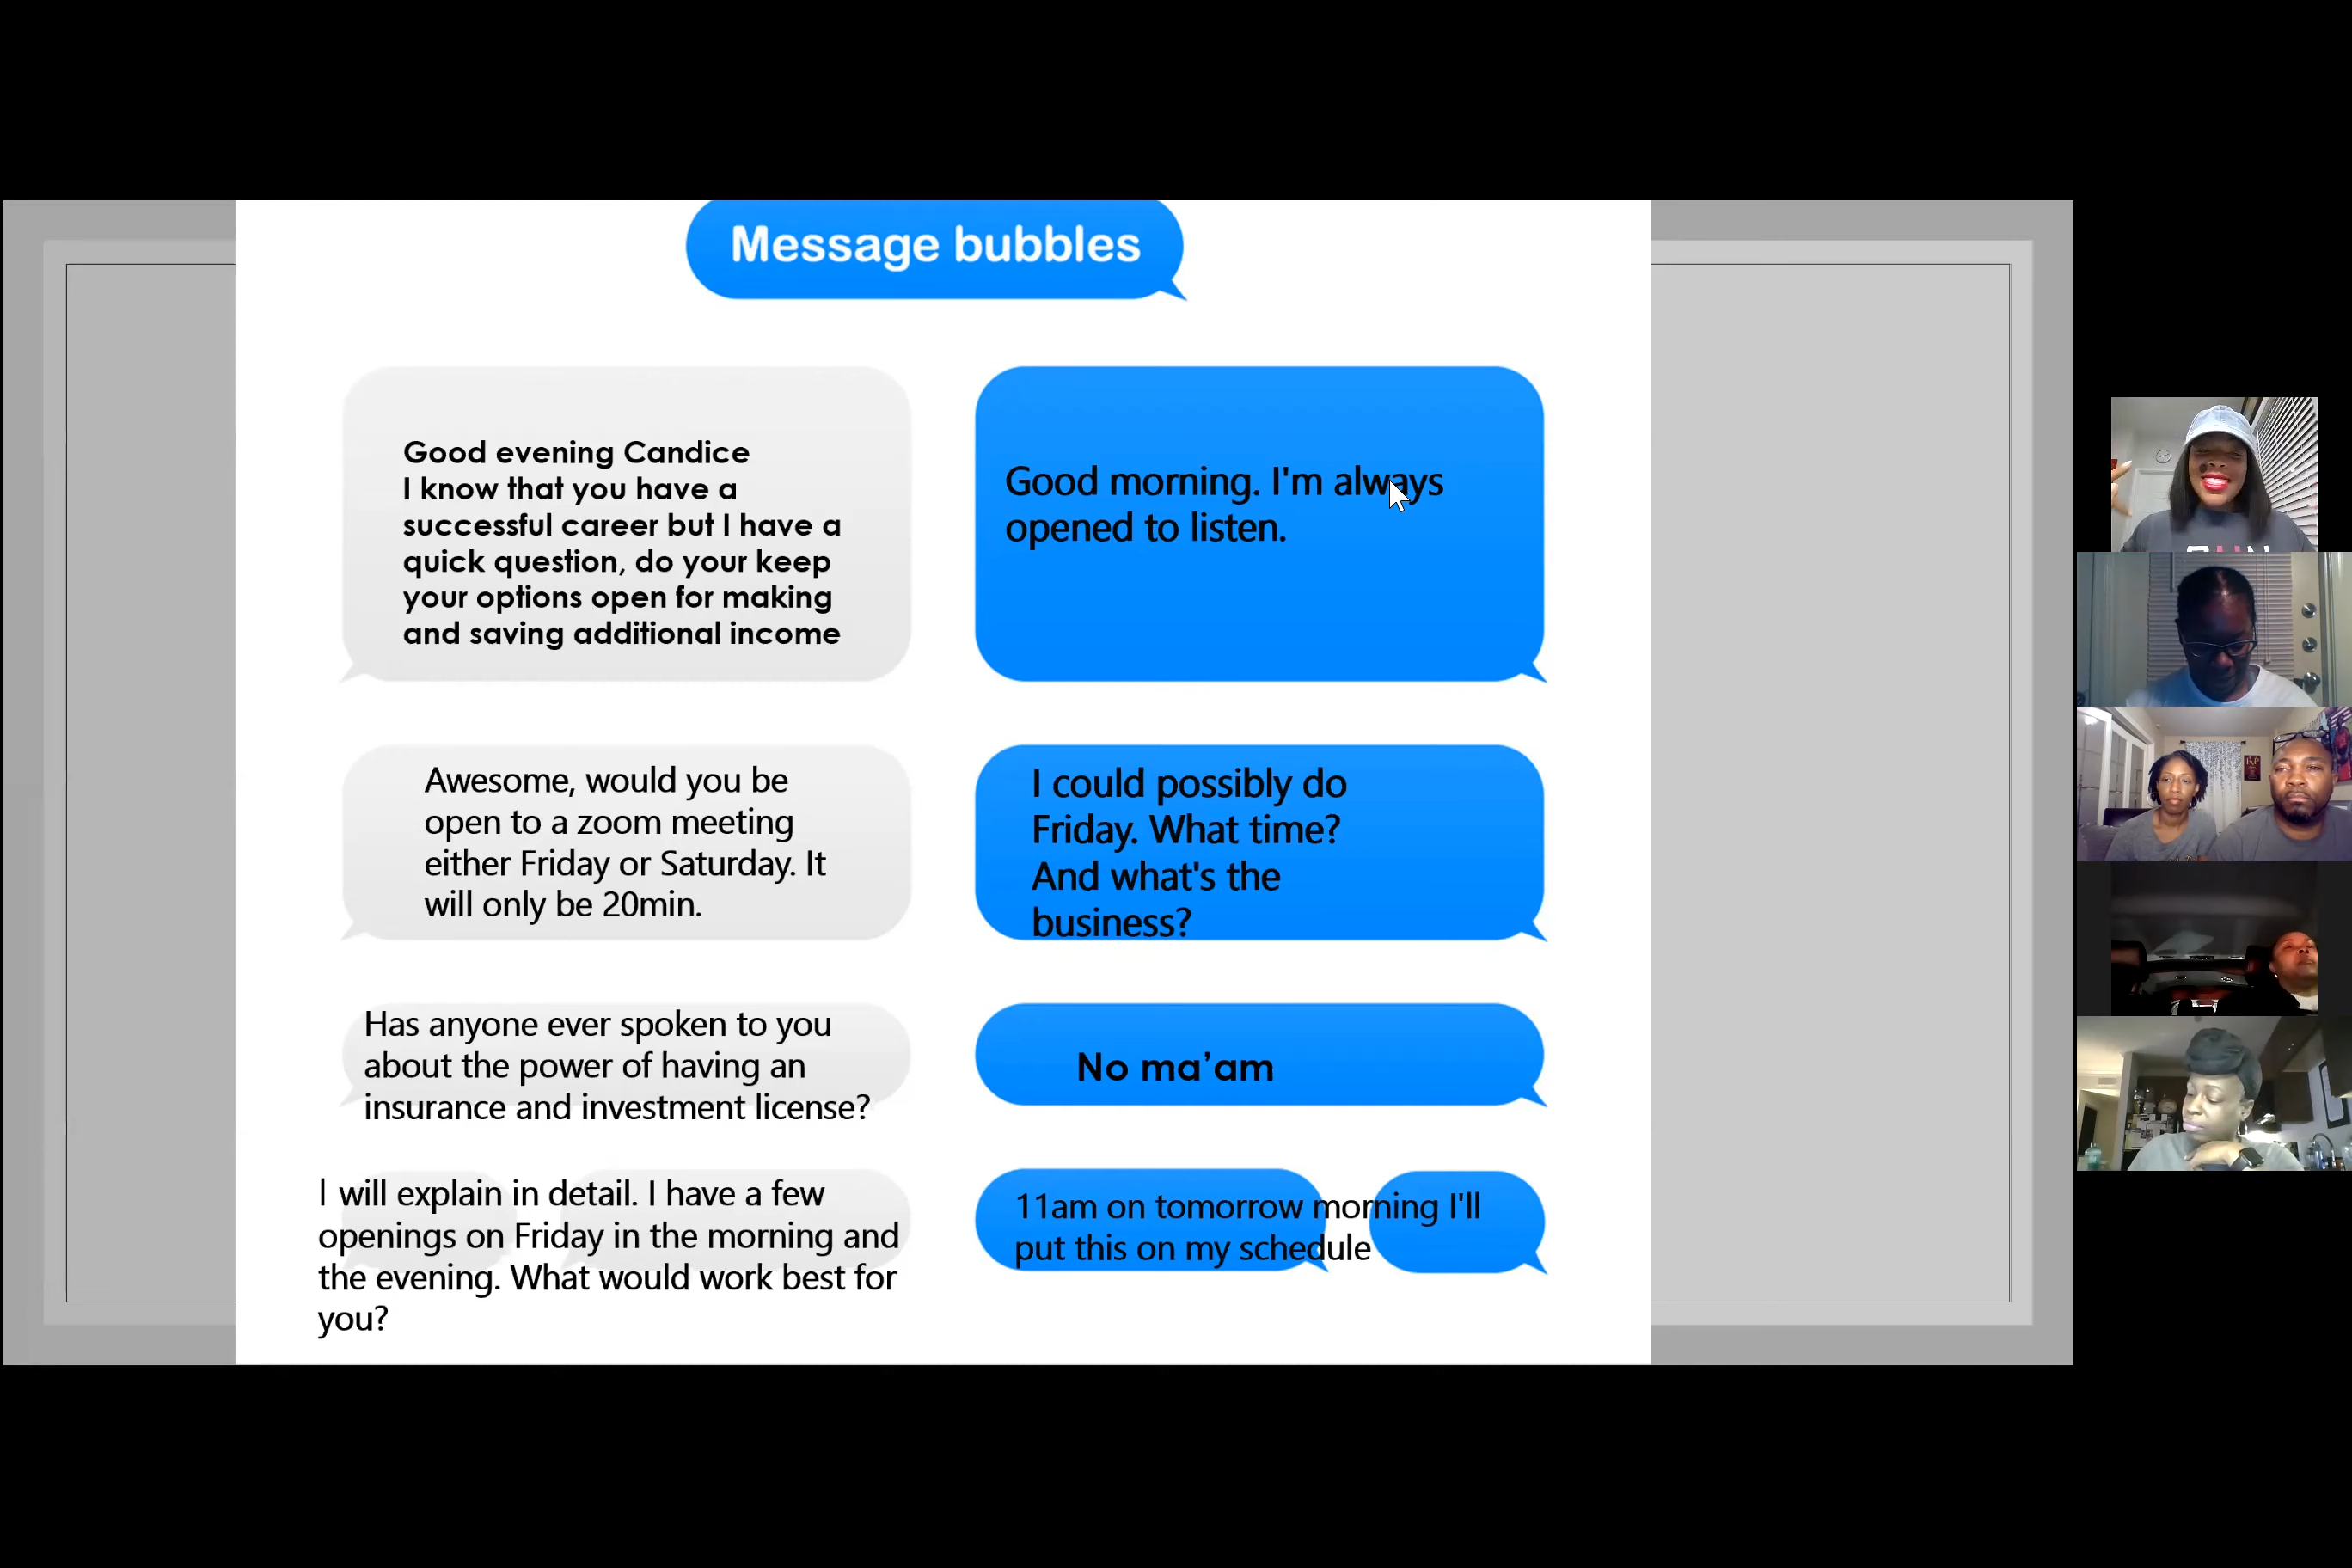 Message bubbles
Good evening Candice
I know that you have a
successful career but I have a
quick question, do your keep
your options open for making
and saving additional income
Good morning. I'm always
opened to listen.
Awesome, would you be
open to a zoom meeting
either Friday or Saturday. It
will only be 20min.
I could possibly do
Friday. What time?
And what's the
business?
Has anyone ever spoken to you
about the power of having an
insurance and investment license?
No ma’am
I will explain in detail. I have a few
openings on Friday in the morning and
the evening. What would work best for
you?
11am on tomorrow morning I'll
put this on my schedule